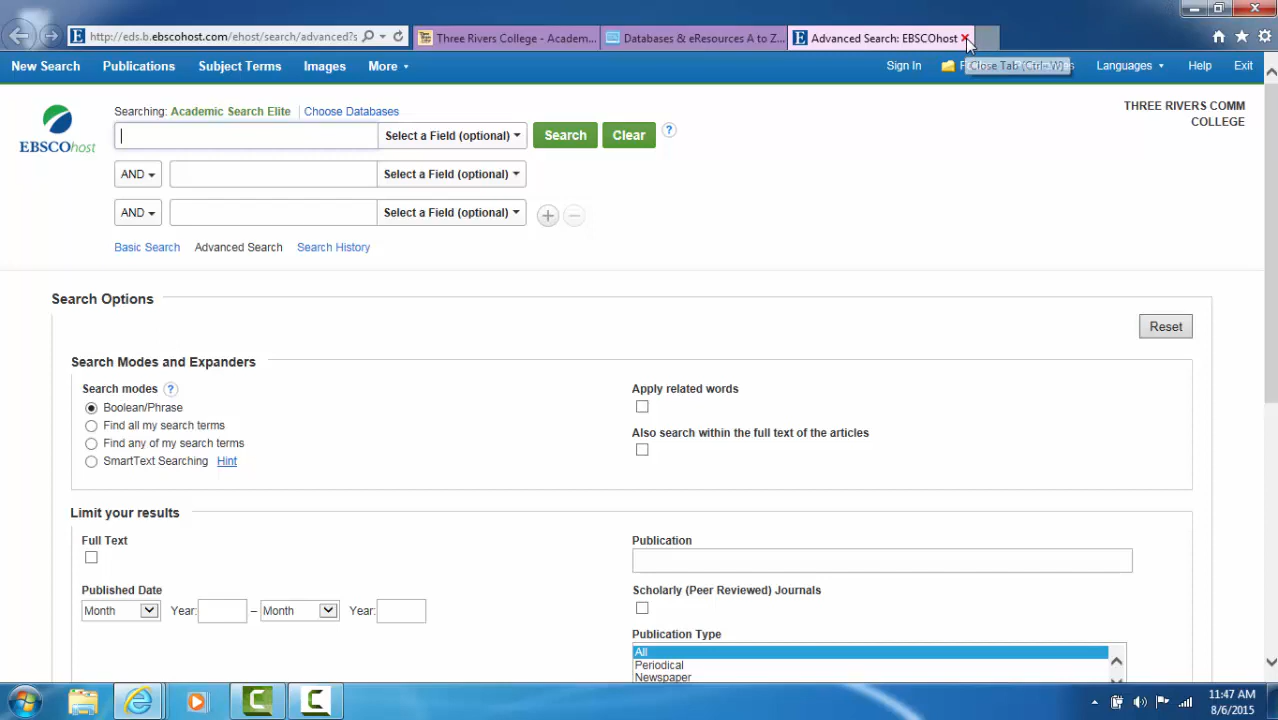 http://eds.b.ebscohost.com/ehost/search/advanced?s
Three Rivers College - Academ...
Databases & eResources A to Z...
Advanced Search: EBSCOhost
New Search Publications Subject Terms Images More
Sign In
Close Tab (Ctrl+W)
Languages Help Exit
Searching: Academic Search Elite Choose Databases
THREE RIVERS COMM
COLLEGE
EBSCOhost
Select a Field (optional) Search Clear ?
AND Select a Field (optional)
AND Select a Field (optional)
Basic Search Advanced Search Search History
Search Options
Reset
Search Modes and Expanders
Search modes ?
Boolean/Phrase
Find all my search terms
Find any of my search terms
SmartText Searching Hint
Apply related words
Also search within the full text of the articles
Limit your results
Full Text
Published Date
Month Year: – Month Year:
Publication
Scholarly (Peer Reviewed) Journals
Publication Type
All
Periodical
Newspaper
11:47 AM
8/6/2015